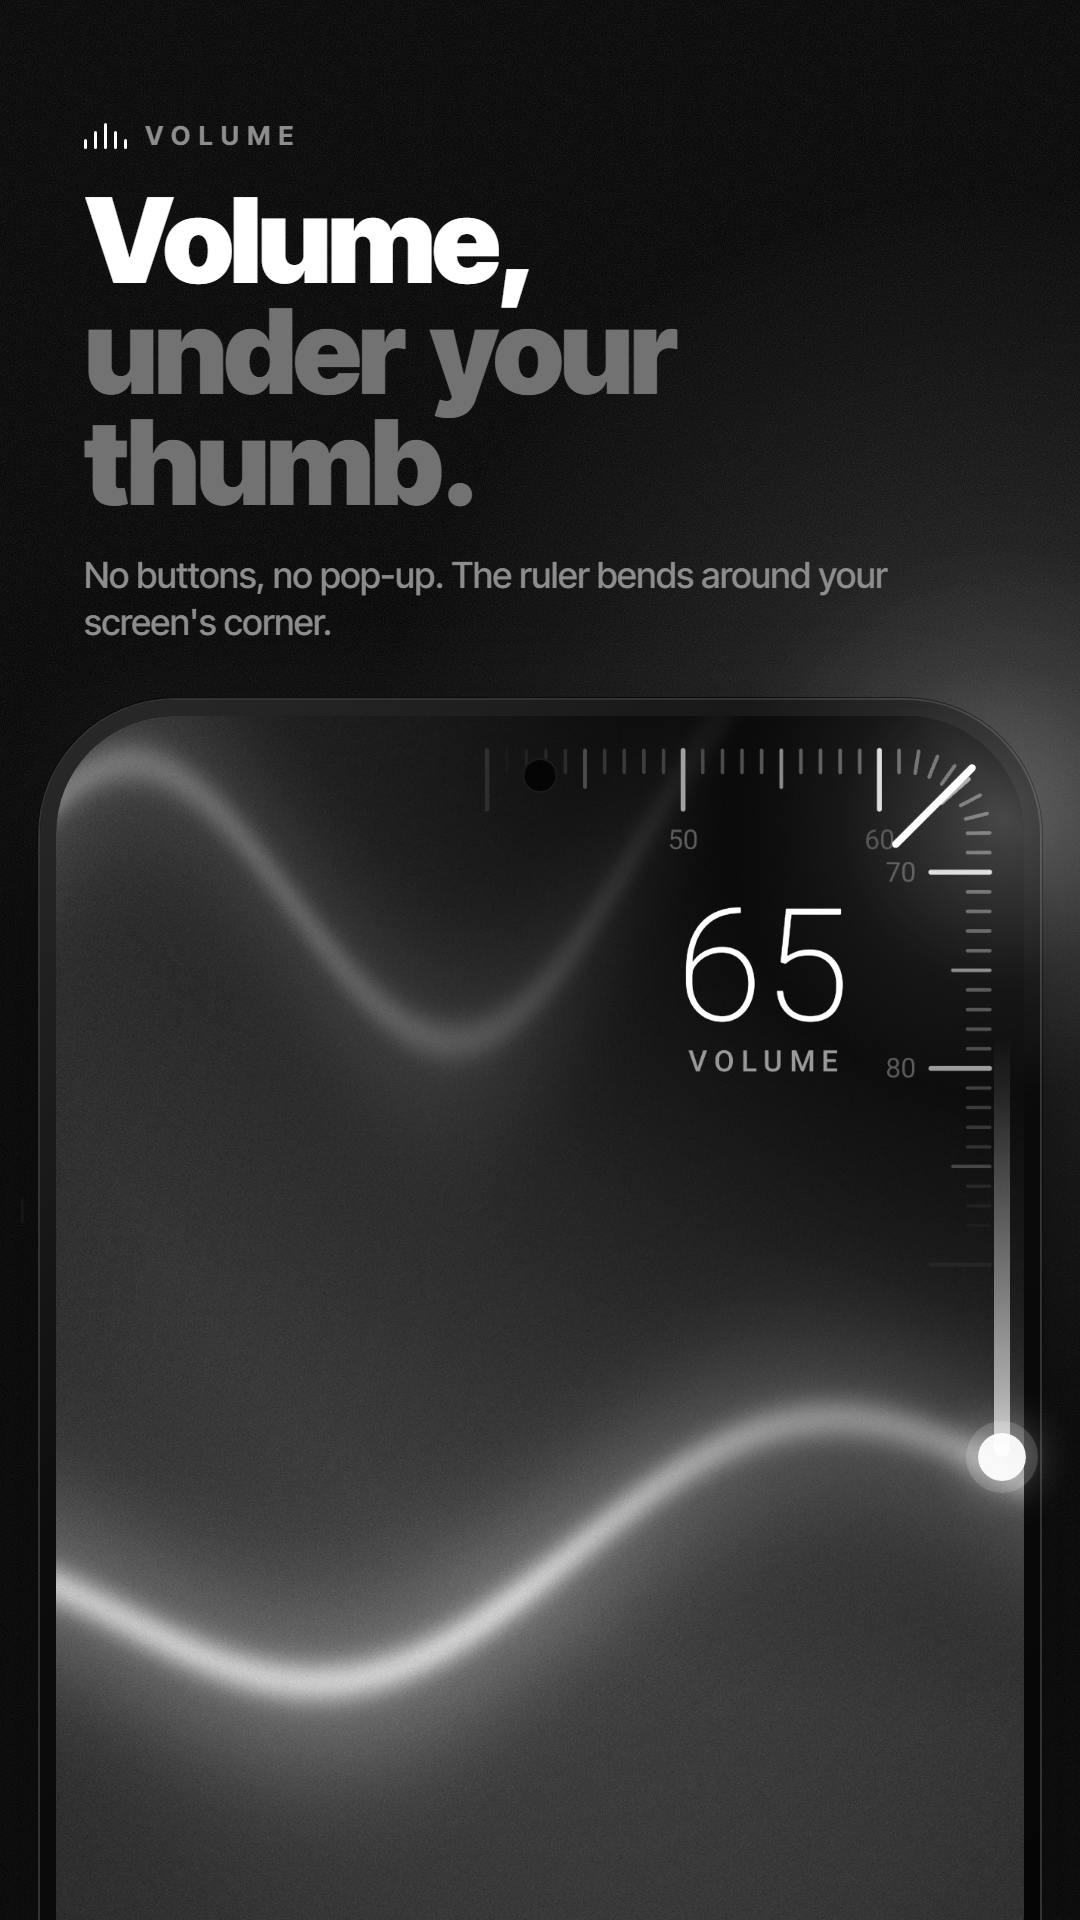 VOLUME
Volume,
under your
thumb.
No buttons, no pop-up. The ruler bends around your
screen's corner.
50
60
70
65
VOLUME
80